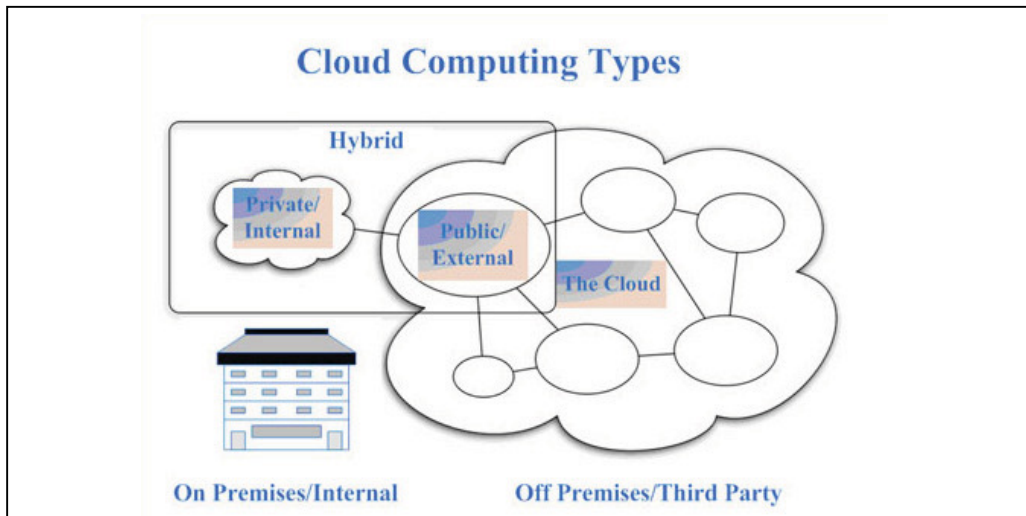 Cloud Computing Types
Hybrid
Private/
Internal
Public/
External
The Cloud
On Premises/Internal
Off Premises/Third Party